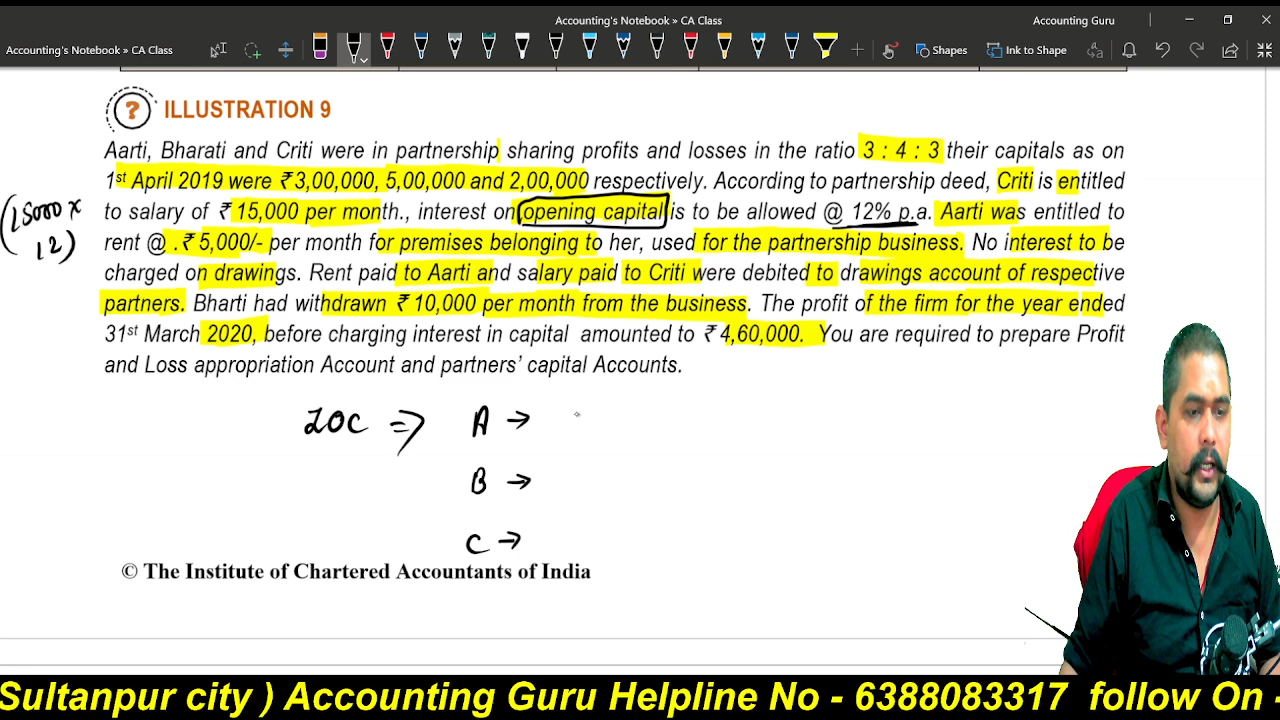 Accounting's Notebook » CA Class
Accounting Guru
Accounting's Notebook » CA Class
Shapes
Ink to Shape
? ILLUSTRATION 9
Aarti, Bharati and Criti were in partnership sharing profits and losses in the ratio 3 : 4 : 3 their capitals as on
1st April 2019 were ₹ 3,00,000, 5,00,000 and 2,00,000 respectively. According to partnership deed, Criti is entitled
to salary of ₹ 15,000 per month., interest on opening capital is to be allowed @ 12% p.a. Aarti was entitled to
rent @ .₹ 5,000/- per month for premises belonging to her, used for the partnership business. No interest to be
charged on drawings. Rent paid to Aarti and salary paid to Criti were debited to drawings account of respective
partners. Bharti had withdrawn ₹ 10,000 per month from the business. The profit of the firm for the year ended
31st March 2020, before charging interest in capital amounted to ₹ 4,60,000. You are required to prepare Profit
and Loss appropriation Account and partners' capital Accounts.
(15000 x
12)
IOC ⇒ A →
B →
C →
© The Institute of Chartered Accountants of India
Sultanpur city ) Accounting Guru Helpline No - 6388083317 follow On -